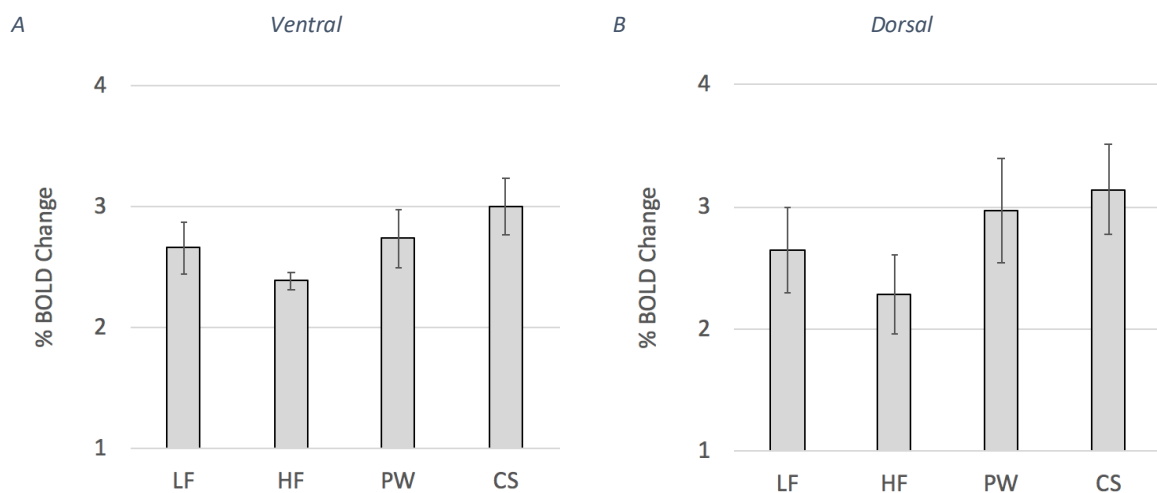 A
Ventral
% BOLD Change
4
3
2
1
LF HF PW CS
B
Dorsal
% BOLD Change
4
3
2
1
LF HF PW CS